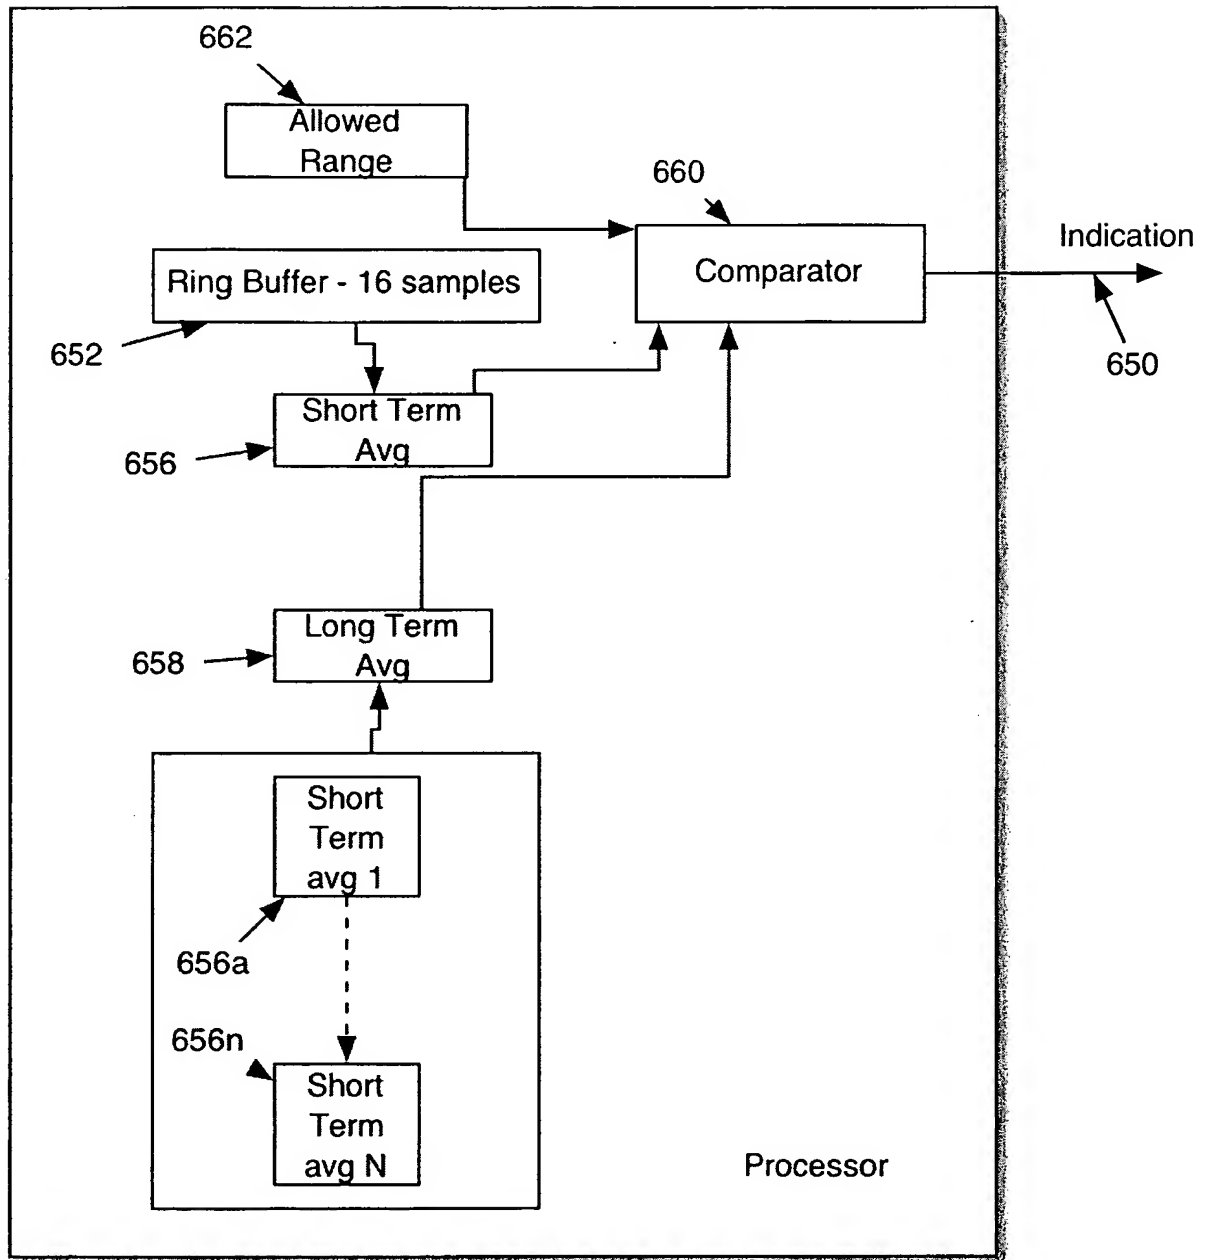 662
Allowed
Range
660
Indication
Comparator
Ring Buffer - 16 samples
652
650
Short Term
Avg
656
Long Term
Avg
658
Short
Term
avg 1
656a
656n
Short
Term
avg N
Processor